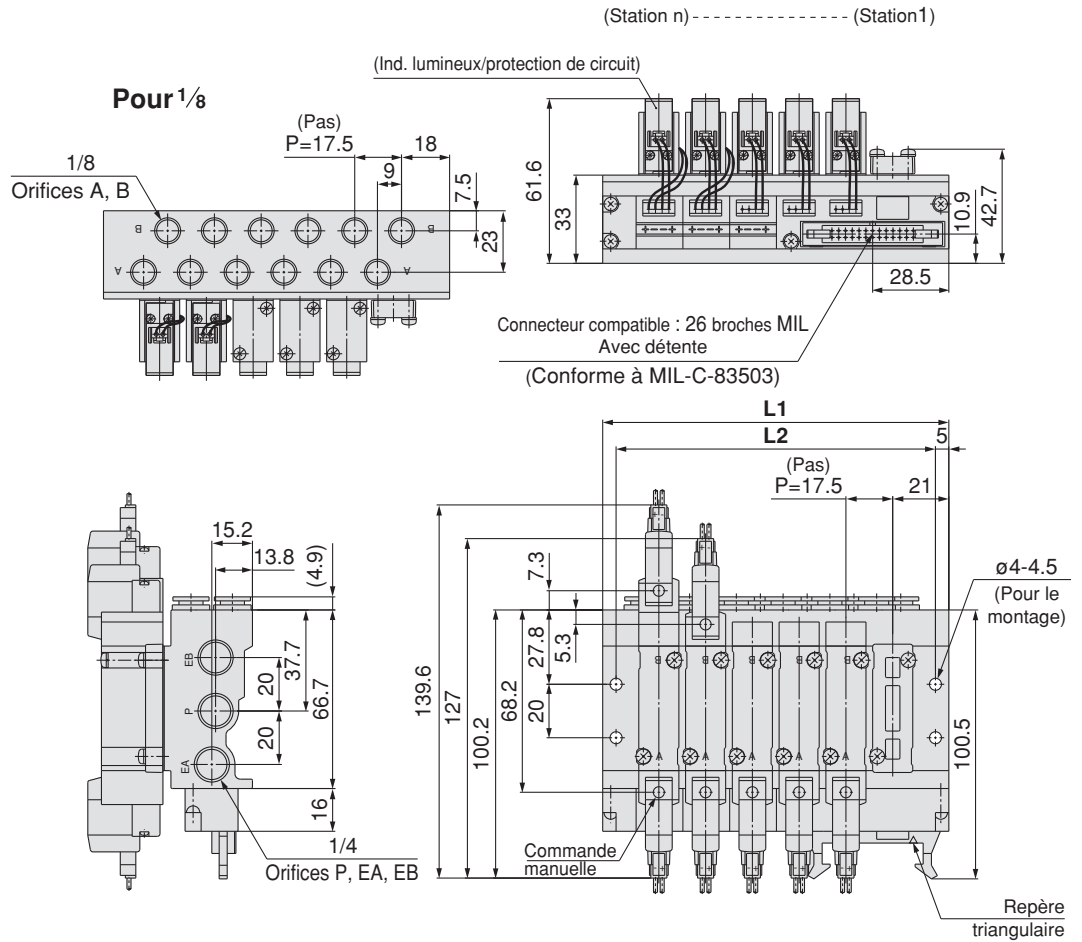 (Station n) (Station1)
(Ind. lumineux/protection de circuit)
Pour 1/8
(Pas)
P=17.5
18
9
1/8
Orifices A, B
7.5
23
B
B
A
A
61.6
33
10.9
42.7
28.5
Connecteur compatible : 26 broches MIL
Avec détente
(Conforme à MIL-C-83503)
L1
L2
5
(Pas)
P=17.5
21
15.2
13.8
(4.9)
37.7
66.7
20
20
16
EB
P
EA
1/4
Orifices P, EA, EB
139.6
127
100.2
68.2
27.8
20
7.3
5.3
ø4-4.5
(Pour le
montage)
100.5
B B B B B
A A A A A
Commande
manuelle
Repère
triangulaire